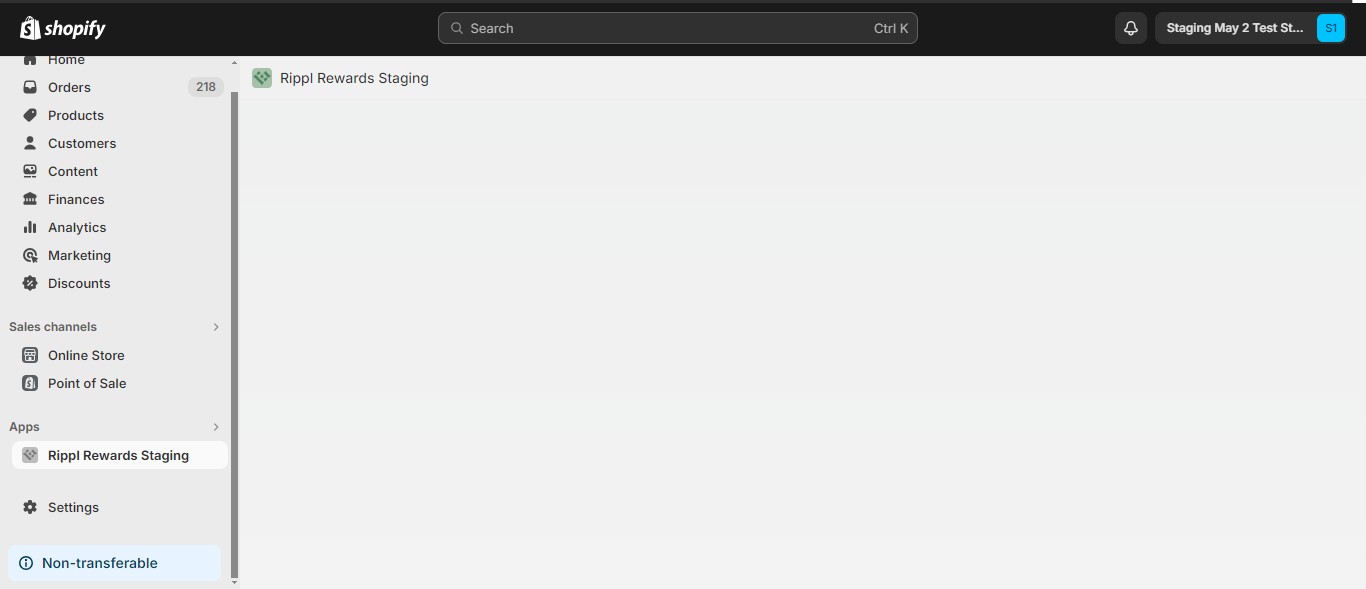 shopify
Search
Ctrl K
Staging May 2 Test St...
S1
Home
Orders
218
Products
Customers
Content
Finances
Analytics
Marketing
Discounts
Sales channels
Online Store
Point of Sale
Apps
Rippl Rewards Staging
Settings
Non-transferable
Rippl Rewards Staging